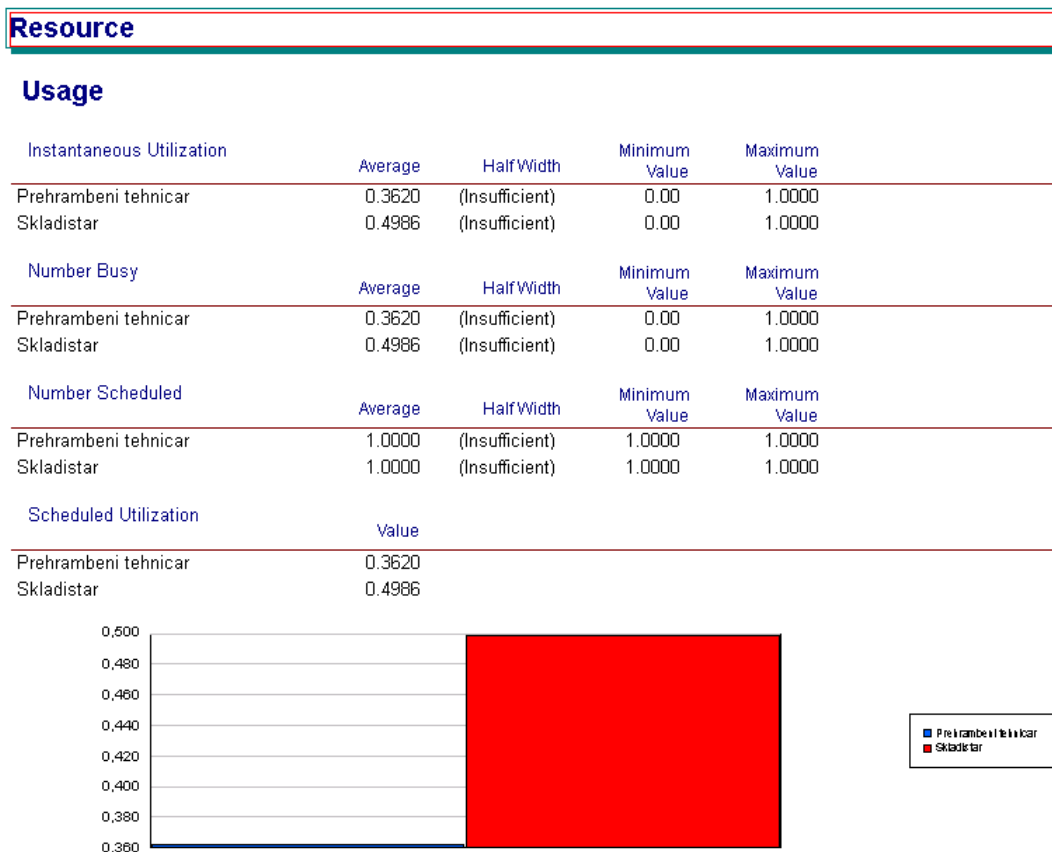 Resource
Usage
Instantaneous Utilization Average Half Width Minimum Value Maximum Value
Prehrambeni tehnicar 0.3620 (Insufficient) 0.00 1.0000
Skladistar 0.4986 (Insufficient) 0.00 1.0000
Number Busy Average Half Width Minimum Value Maximum Value
Prehrambeni tehnicar 0.3620 (Insufficient) 0.00 1.0000
Skladistar 0.4986 (Insufficient) 0.00 1.0000
Number Scheduled Average Half Width Minimum Value Maximum Value
Prehrambeni tehnicar 1.0000 (Insufficient) 1.0000 1.0000
Skladistar 1.0000 (Insufficient) 1.0000 1.0000
Scheduled Utilization Value
Prehrambeni tehnicar 0.3620
Skladistar 0.4986
0,500
0,480
0,460
0,440
0,420
0,400
0,380
0,360
Prehrambeni tehnicar
Skladistar